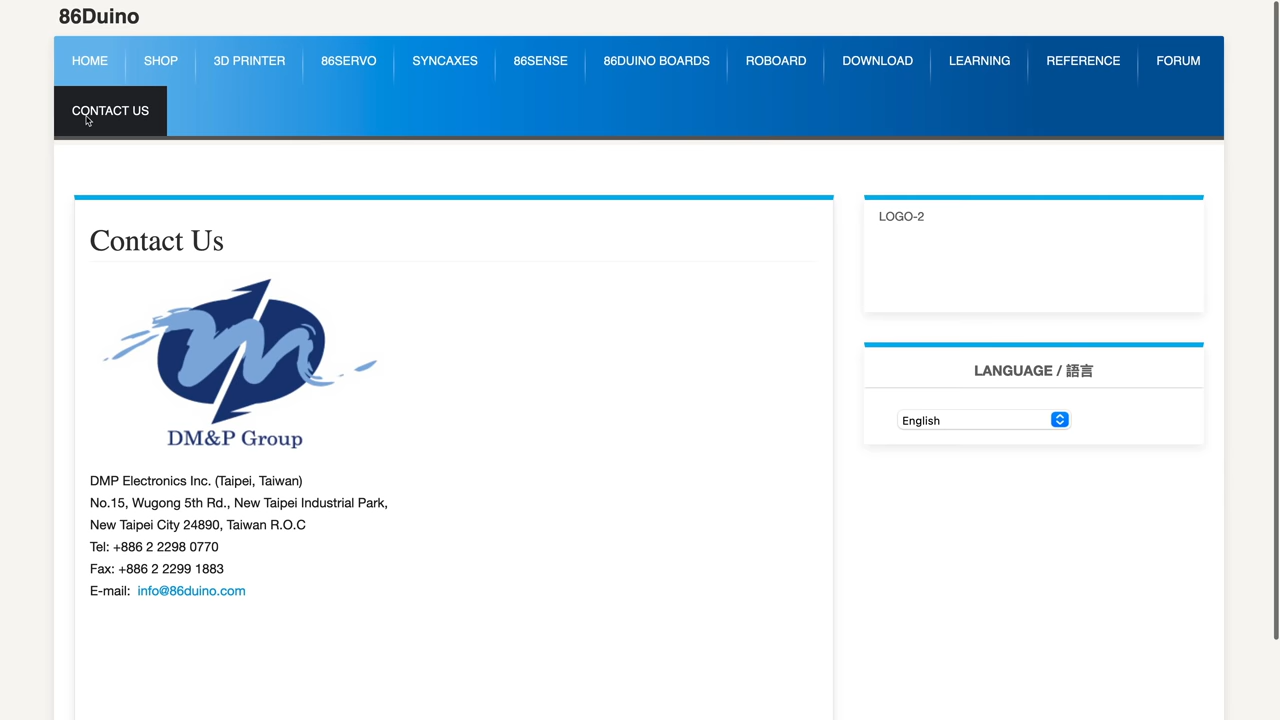 86Duino
HOME SHOP 3D PRINTER 86SERVO SYNCAXES 86SENSE 86DUINO BOARDS ROBOARD DOWNLOAD LEARNING REFERENCE FORUM
CONTACT US
Contact Us
DM&P Group
DMP Electronics Inc. (Taipei, Taiwan)
No.15, Wugong 5th Rd., New Taipei Industrial Park,
New Taipei City 24890, Taiwan R.O.C
Tel: +886 2 2298 0770
Fax: +886 2 2299 1883
E-mail: info@86duino.com
LOGO-2
LANGUAGE / 語言
English